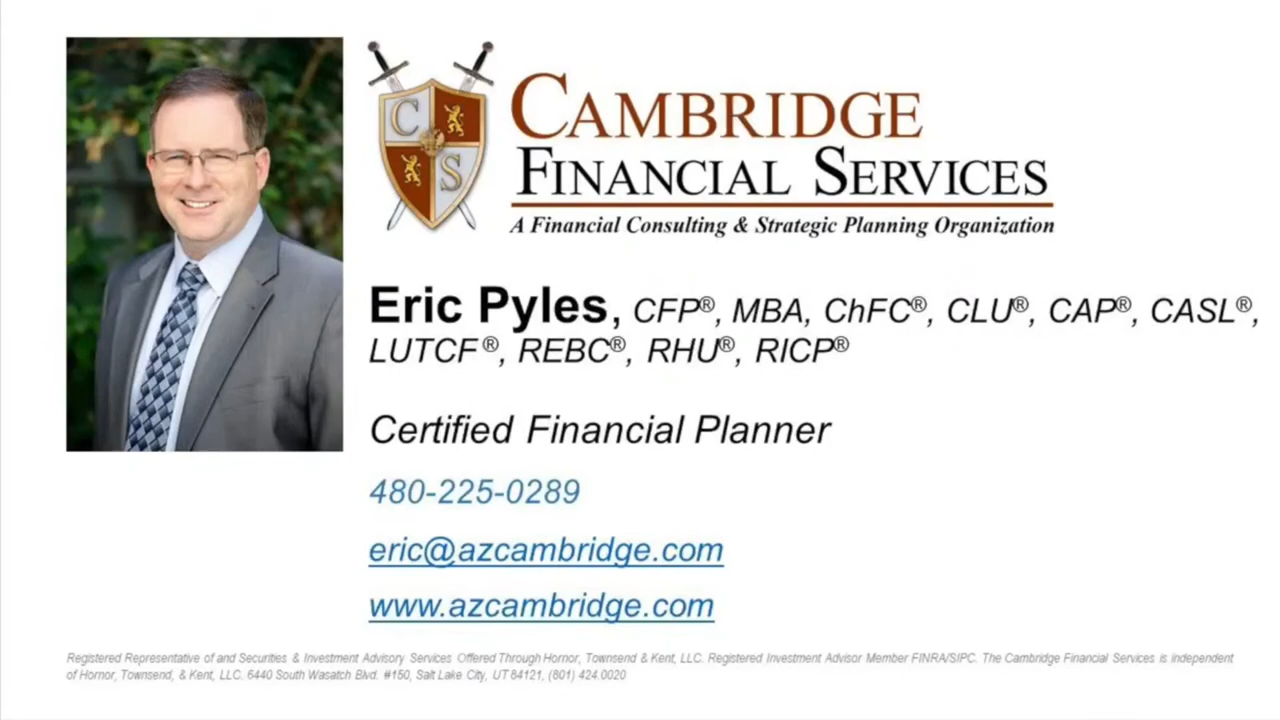 C
S
CAMBRIDGE
FINANCIAL SERVICES
A Financial Consulting & Strategic Planning Organization
Eric Pyles, CFP®, MBA, ChFC®, CLU®, CAP®, CASL®,
LUTCF®, REBC®, RHU®, RICP®
Certified Financial Planner
480-225-0289
eric@azcambridge.com
www.azcambridge.com
Registered Representative of and Securities & Investment Advisory Services Offered Through Hornor, Townsend & Kent, LLC. Registered Investment Advisor Member FINRA/SIPC. The Cambridge Financial Services is independent
of Hornor, Townsend, & Kent, LLC. 6440 South Wasatch Blvd. #150, Salt Lake City, UT 84121, (801) 424.0020